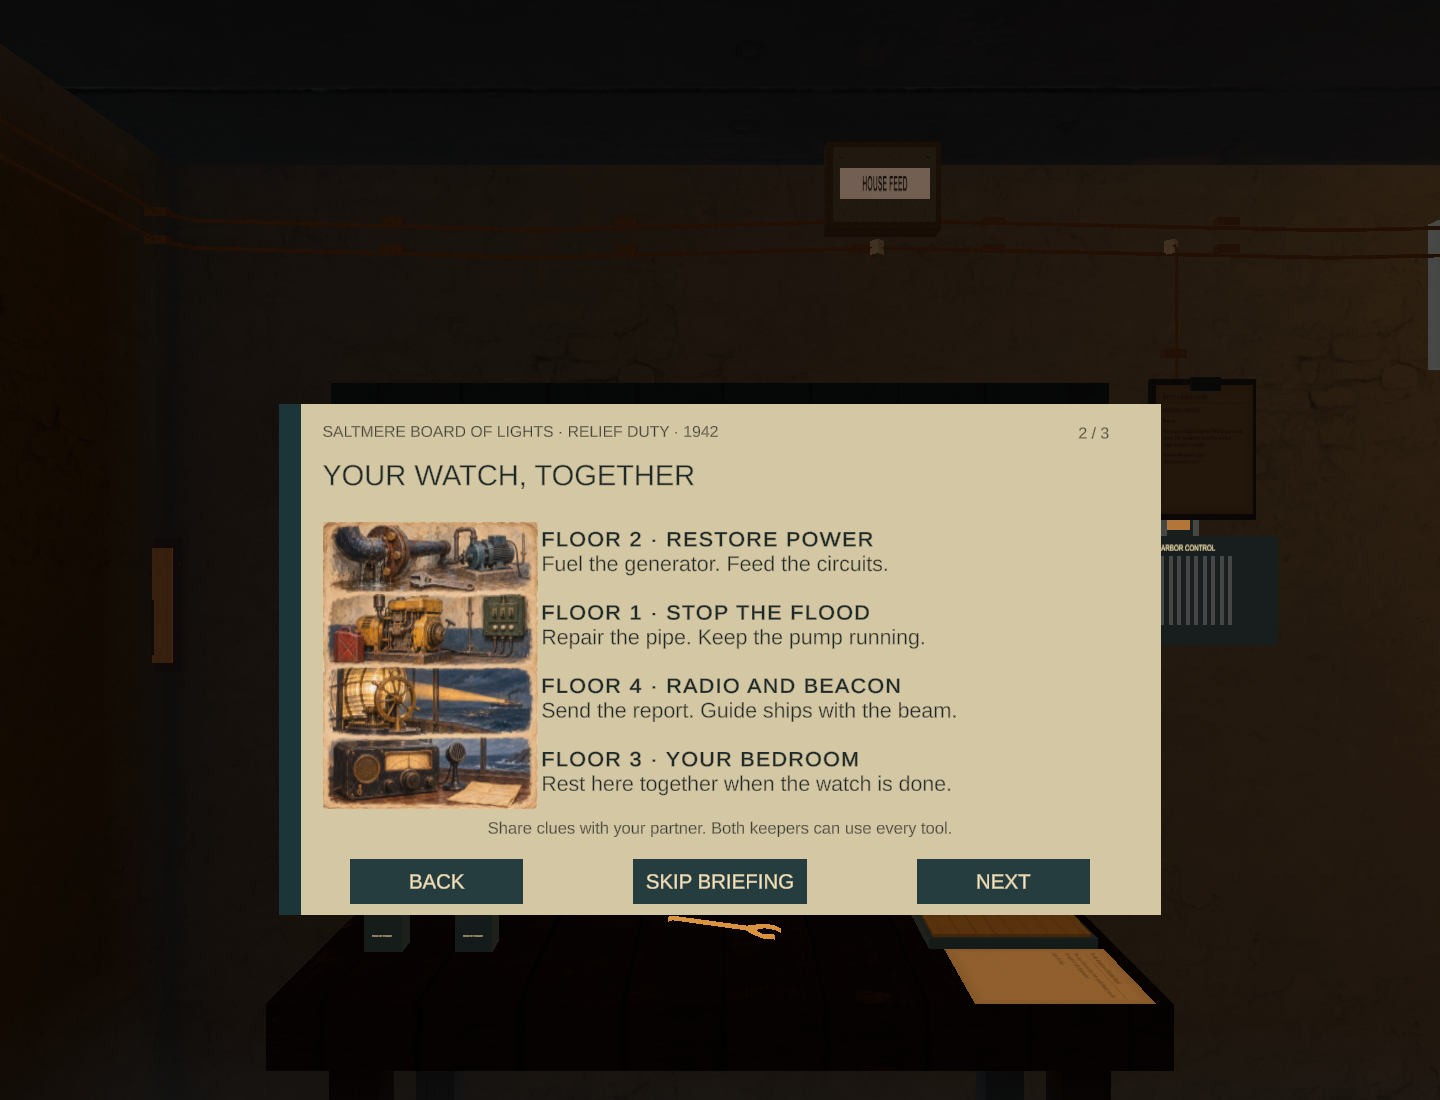 HOUSE FEED
SALTMERE BOARD OF LIGHTS · RELIEF DUTY · 1942
2 / 3
YOUR WATCH, TOGETHER
FLOOR 2 · RESTORE POWER
Fuel the generator. Feed the circuits.
FLOOR 1 · STOP THE FLOOD
Repair the pipe. Keep the pump running.
FLOOR 4 · RADIO AND BEACON
Send the report. Guide ships with the beam.
FLOOR 3 · YOUR BEDROOM
Rest here together when the watch is done.
Share clues with your partner. Both keepers can use every tool.
BACK
SKIP BRIEFING
NEXT
ARBOR CONTROL